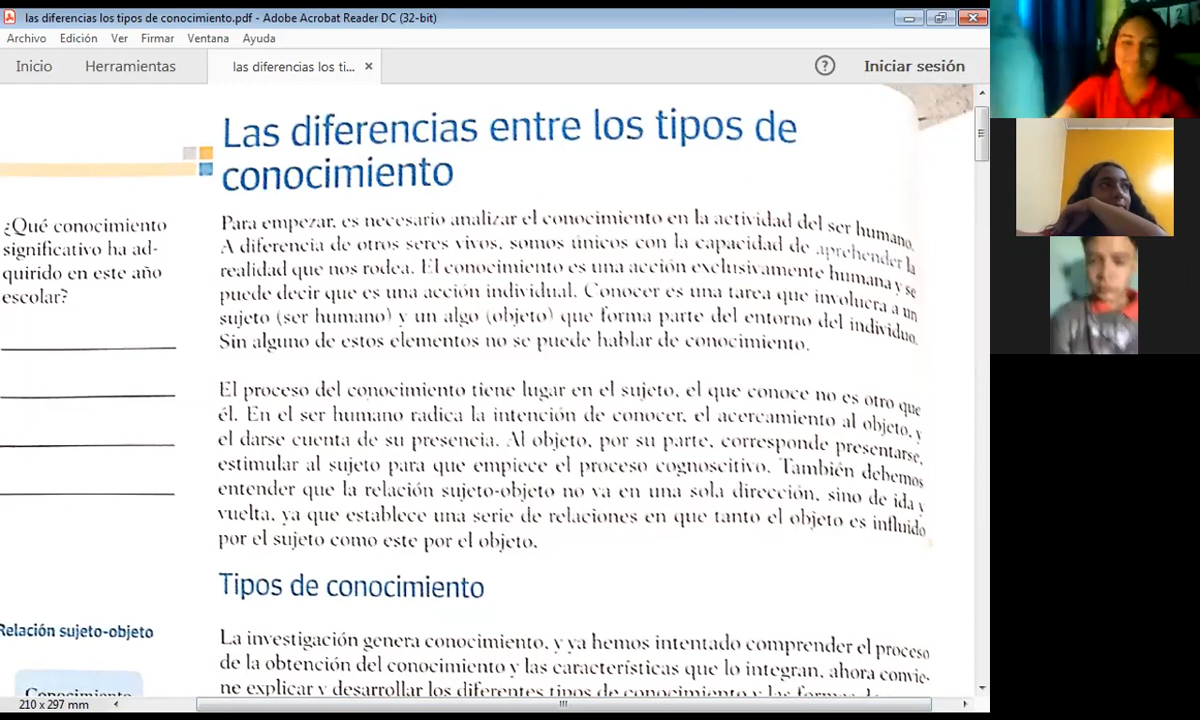 las diferencias los tipos de conocimiento.pdf - Adobe Acrobat Reader DC (32-bit)
Archivo Edición Ver Firmar Ventana Ayuda
Inicio Herramientas las diferencias los ti... × ? Iniciar sesión
Las diferencias entre los tipos de
conocimiento
¿Qué conocimiento
significativo ha ad-
quirido en este año
escolar?
Para empezar, es necesario analizar el conocimiento en la actividad del ser humano.
A diferencia de otros seres vivos, somos únicos con la capacidad de aprehender la
realidad que nos rodea. El conocimiento es una acción exclusivamente humana y se
puede decir que es una acción individual. Conocer es una tarea que involucra a un
sujeto (ser humano) y un algo (objeto) que forma parte del entorno del individuo.
Sin alguno de estos elementos no se puede hablar de conocimiento.
El proceso del conocimiento tiene lugar en el sujeto, el que conoce no es otro que
él. En el ser humano radica la intención de conocer, el acercamiento al objeto, y
el darse cuenta de su presencia. Al objeto, por su parte, corresponde presentarse,
estimular al sujeto para que empiece el proceso cognoscitivo. También debemos
entender que la relación sujeto-objeto no va en una sola dirección, sino de ida y
vuelta, ya que establece una serie de relaciones en que tanto el objeto es influido
por el sujeto como este por el objeto.
Tipos de conocimiento
Relación sujeto-objeto
Conocimiento
La investigación genera conocimiento, y ya hemos intentado comprender el proceso
de la obtención del conocimiento y las características que lo integran, ahora convie-
ne explicar y desarrollar los diferentes tipos de conocimiento y las formas
210 x 297 mm
2